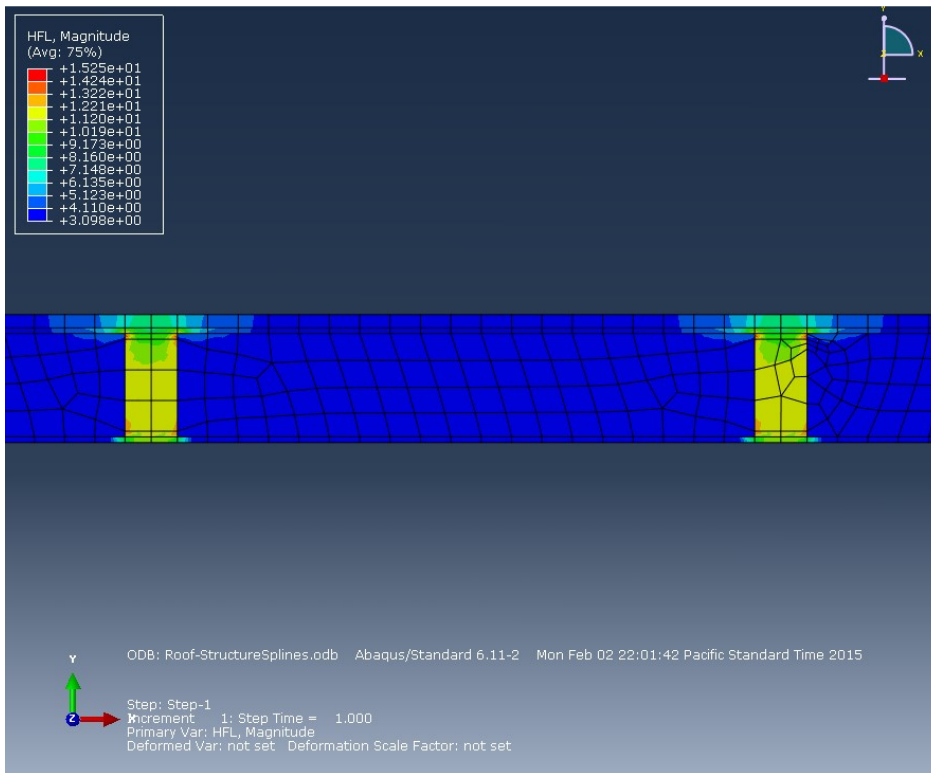 HFL, Magnitude
(Avg: 75%)
+1.525e+01
+1.424e+01
+1.322e+01
+1.221e+01
+1.120e+01
+1.019e+01
+9.173e+00
+8.160e+00
+7.148e+00
+6.135e+00
+5.123e+00
+4.110e+00
+3.098e+00
Y
Z X
Y
ODB: Roof-StructureSplines.odb Abaqus/Standard 6.11-2 Mon Feb 02 22:01:42 Pacific Standard Time 2015
Step: Step-1
Z X Increment 1: Step Time = 1.000
Primary Var: HFL, Magnitude
Deformed Var: not set Deformation Scale Factor: not set